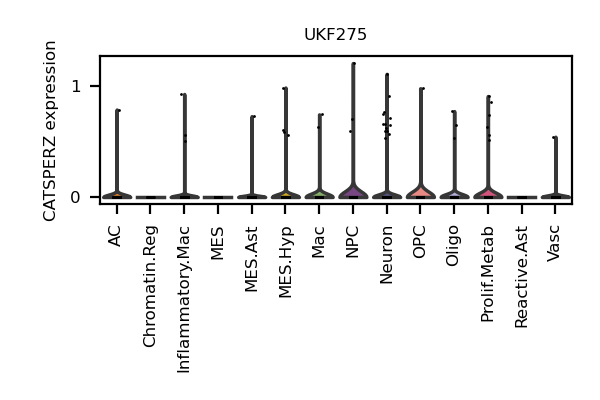 UKF275
CATSPERZ expression
1
0
AC
Chromatin.Reg
Inflammatory.Mac
MES
MES.Ast
MES.Hyp
Mac
NPC
Neuron
OPC
Oligo
Prolif.Metab
Reactive.Ast
Vasc